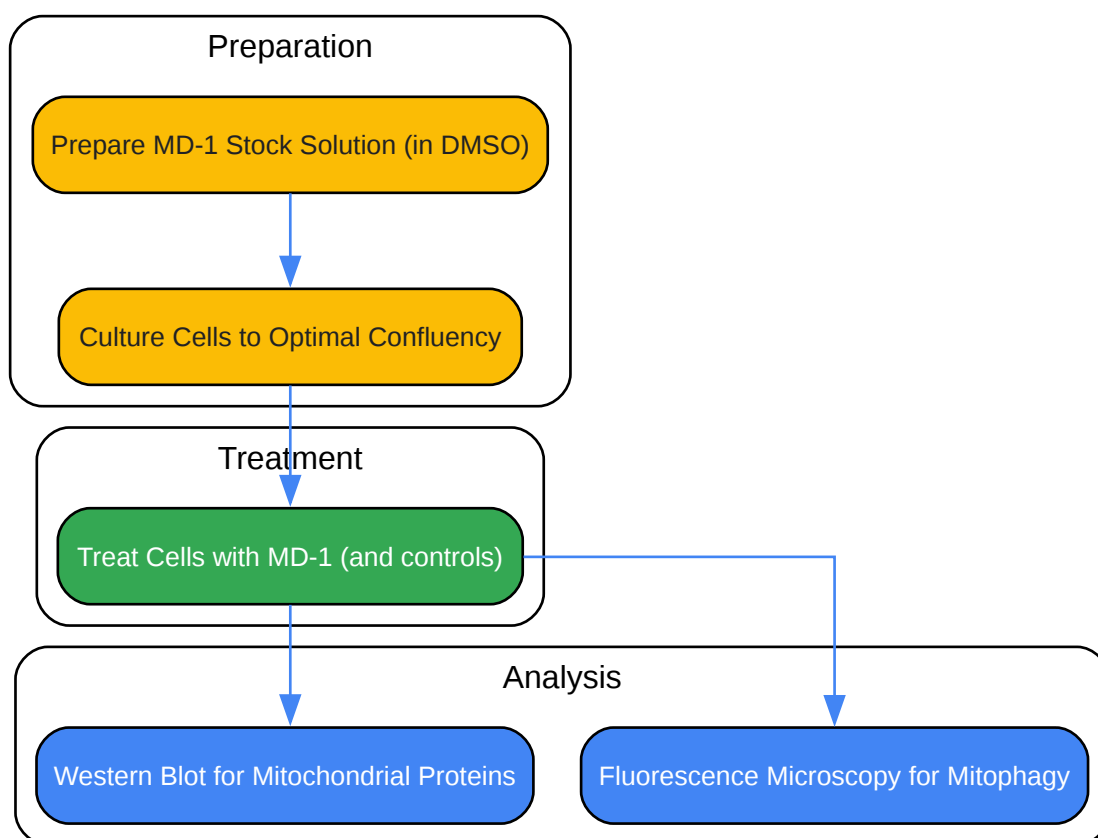 Preparation
Prepare MD-1 Stock Solution (in DMSO)
Culture Cells to Optimal Confluency
Treatment
Treat Cells with MD-1 (and controls)
Analysis
Western Blot for Mitochondrial Proteins
Fluorescence Microscopy for Mitophagy